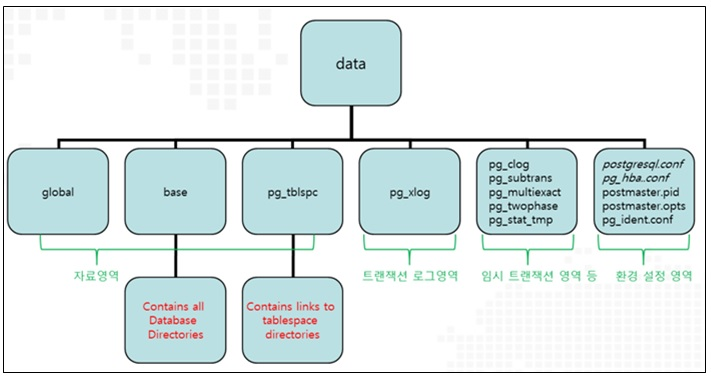 data
global
base
pg_tblspc
pg_xlog
pg_clog
pg_subtrans
pg_multiexact
pg_twophase
pg_stat_tmp
postgresql.conf
pg_hba..conf
postmaster.pid
postmaster.opts
pg_ident.conf
자료영역
트랜잭션 로그영역
임시 트랜잭션 영역 등
환경 설정 영역
Contains all
Database
Directories
Contains links to
tablespace
directories